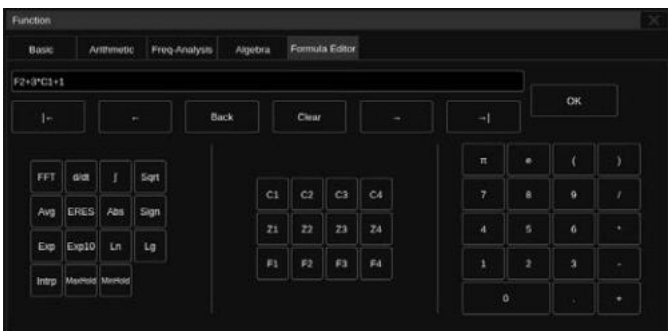 Function
Basic Arithmetic Freq-Analysis Algebra Formula Editor
F2+3*C1+1
OK
|← ← Back Clear → →|
π e ( )
FFT d/dt ∫ Sqrt
C1 C2 C3 C4
7 8 9 /
Avg ERES Abs Sign
Z1 Z2 Z3 Z4
4 5 6 *
Exp Exp10 Ln Lg
F1 F2 F3 F4
1 2 3 -
Intrp MaxHold MinHold
0 . +